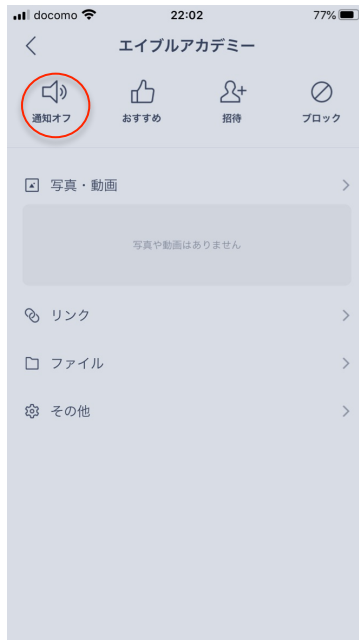 docomo 22:02 77%
エイブルアカデミー
通知オフ おすすめ 招待 ブロック
写真・動画
写真や動画はありません
リンク
ファイル
その他